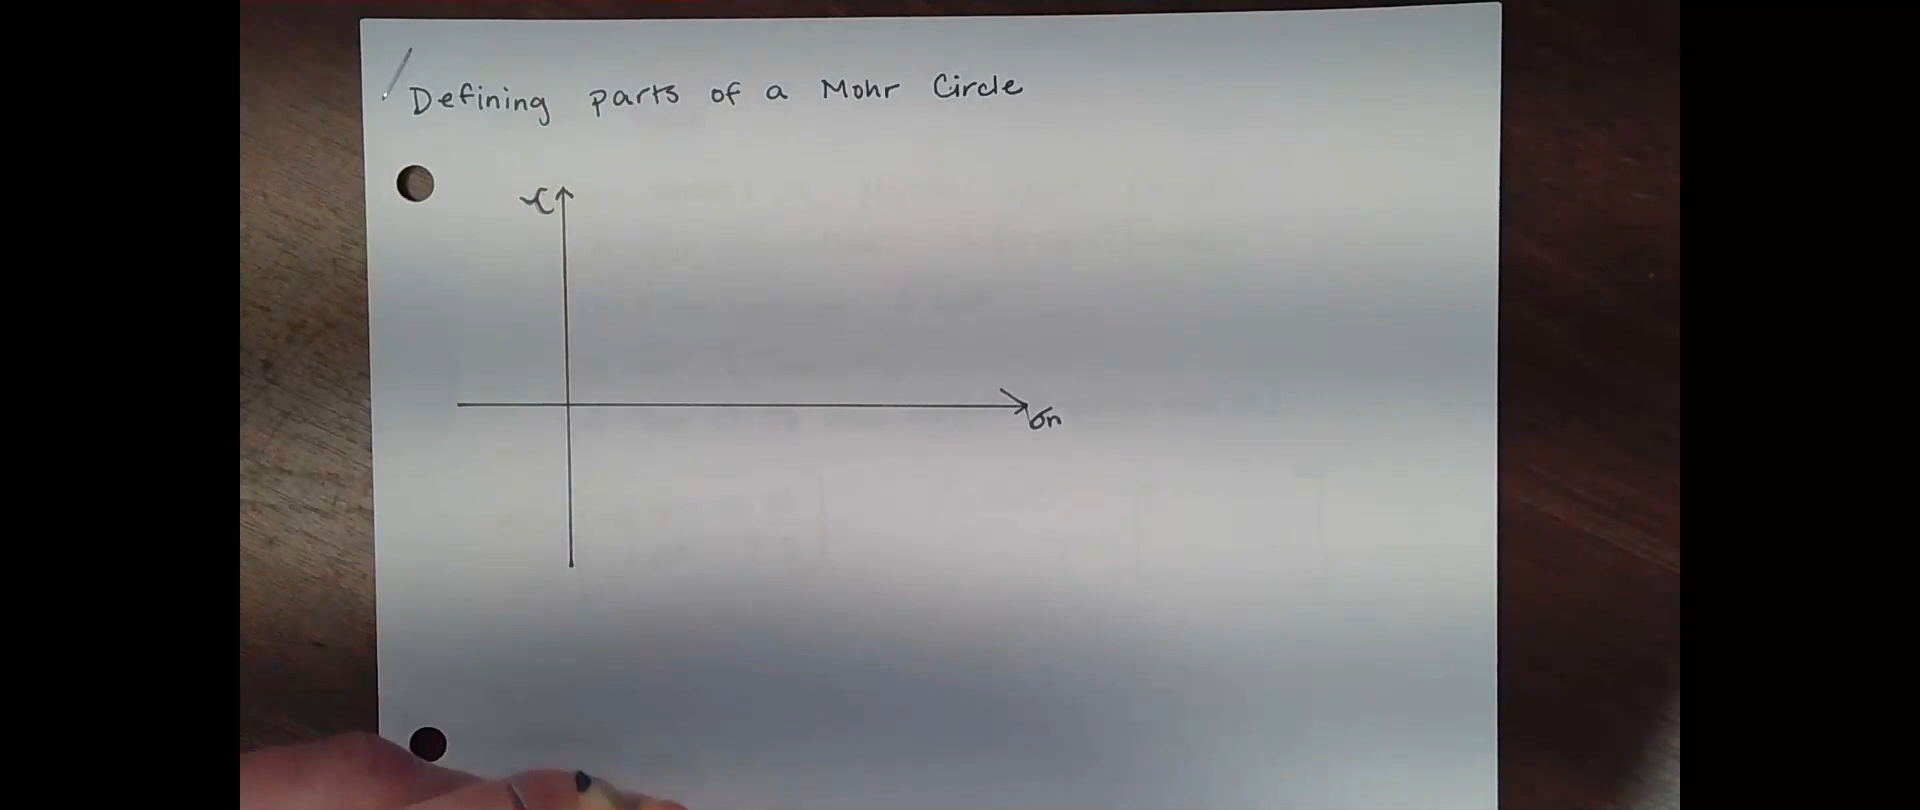 Defining parts of a Mohr Circle
τ
σn